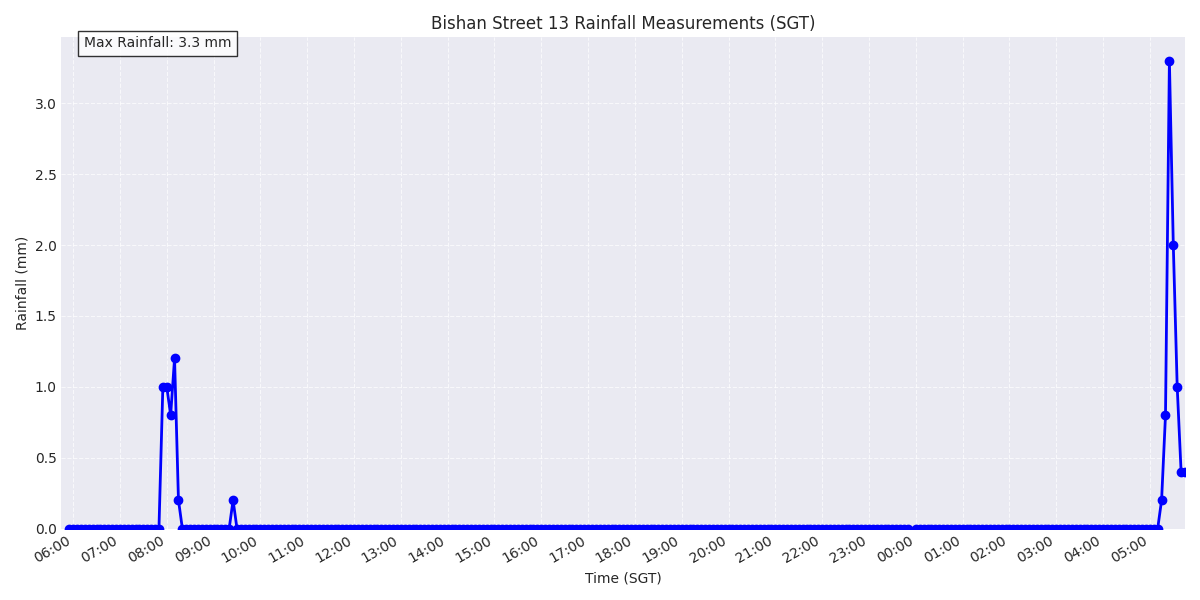 Bishan Street 13 Rainfall Measurements (SGT)
Max Rainfall: 3.3 mm
Rainfall (mm)
3.0
2.5
2.0
1.5
1.0
0.5
0.0
06:00 07:00 08:00 09:00 10:00 11:00 12:00 13:00 14:00 15:00 16:00 17:00 18:00 19:00 20:00 21:00 22:00 23:00 00:00 01:00 02:00 03:00 04:00 05:00
Time (SGT)